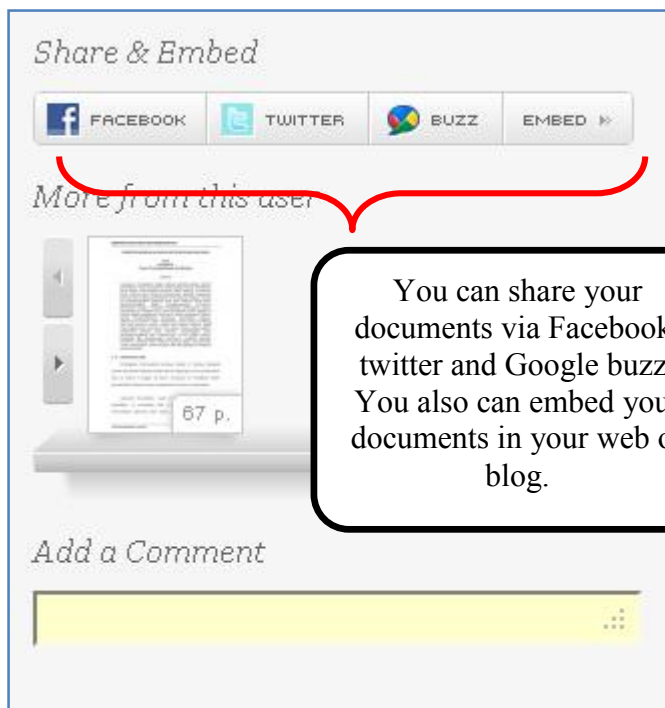 Share & Embed
FACEBOOK TWITTER BUZZ EMBED
More from this user
67 p.
You can share your
documents via Facebook
twitter and Google buzz
You also can embed you
documents in your web o
blog.
Add a Comment